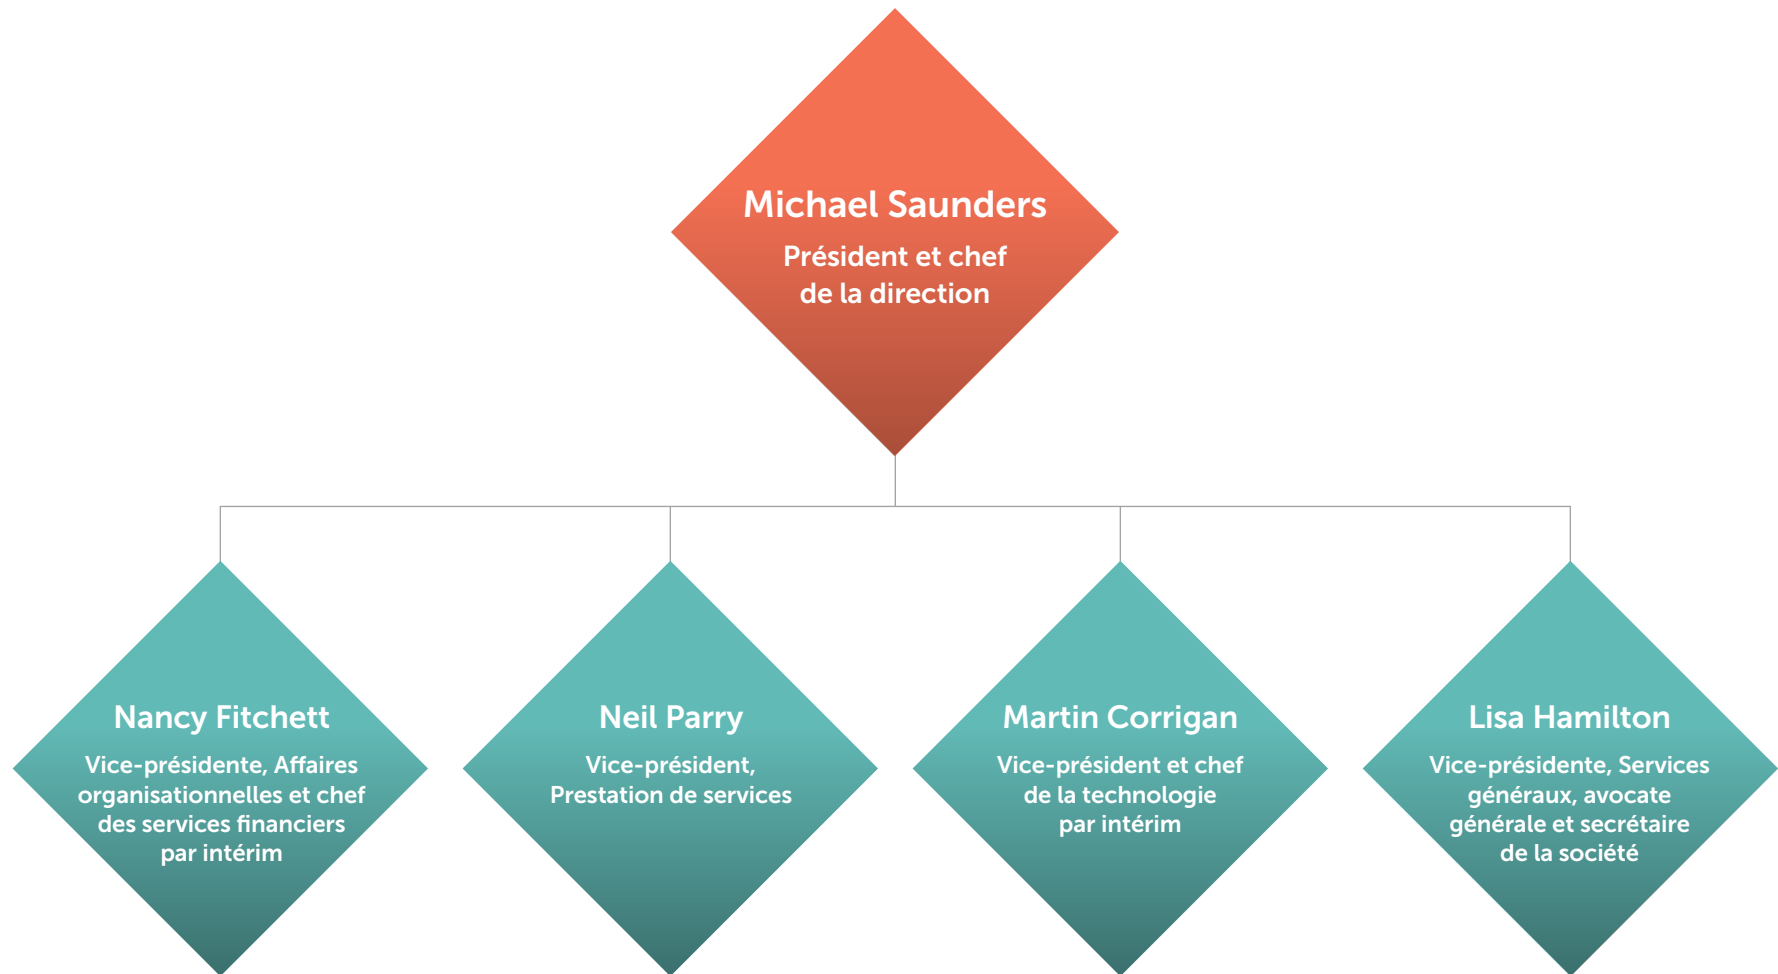 Michael Saunders
Président et chef
de la direction
Nancy Fitchett
Vice-présidente, Affaires
organisationnelles et chef
des services financiers
par intérim
Neil Parry
Vice-président,
Prestation de services
Martin Corrigan
Vice-président et chef
de la technologie
par intérim
Lisa Hamilton
Vice-présidente, Services
généraux, avocate
générale et secrétaire
de la société